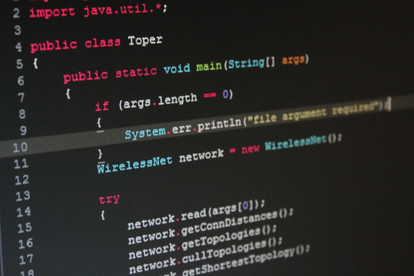 2 import java.util.*;
3
4 public class Toper
5 {
6 public static void main(String[] args)
7 {
8 if (args.length == 0)
9 {
10 System.err.println("file argument required");
11 }
12 WirelessNet network = new WirelessNet();
13
14 try
15 {
16 network.read(args[0]);
17 network.getConnDistances();
network.getTopologies();
network.cullTopologies();
network.getShortestTopology();